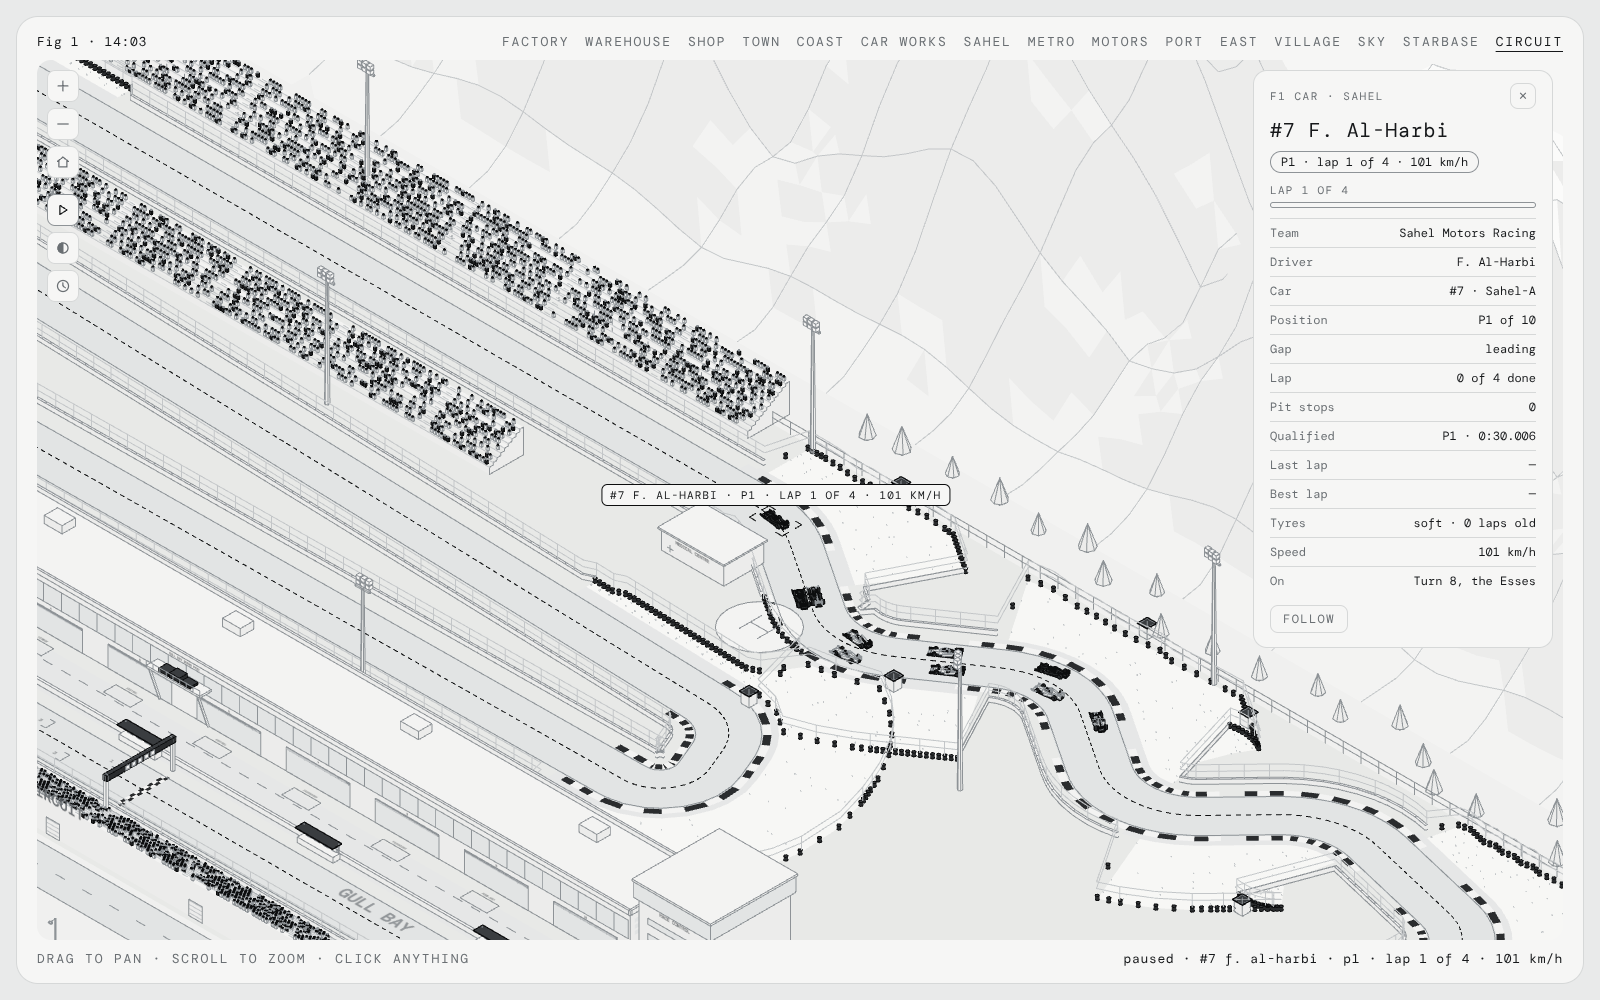 Fig 1 · 14:03
FACTORY WAREHOUSE SHOP TOWN COAST CAR WORKS SAHEL METRO MOTORS PORT EAST VILLAGE SKY STARBASE CIRCUIT
F1 CAR · SAHEL
#7 F. Al-Harbi
P1 · lap 1 of 4 · 101 km/h
LAP 1 OF 4
Team Sahel Motors Racing
Driver F. Al-Harbi
Car #7 · Sahel-A
Position P1 of 10
Gap leading
Lap 0 of 4 done
Pit stops 0
Qualified P1 · 0:30.006
Last lap —
Best lap —
Tyres soft · 0 laps old
Speed 101 km/h
On Turn 8, the Esses
FOLLOW
#7 F. AL-HARBI · P1 · LAP 1 OF 4 · 101 KM/H
H
GULL BAY
DRAG TO PAN · SCROLL TO ZOOM · CLICK ANYTHING
paused · #7 f. al-harbi · p1 · lap 1 of 4 · 101 km/h